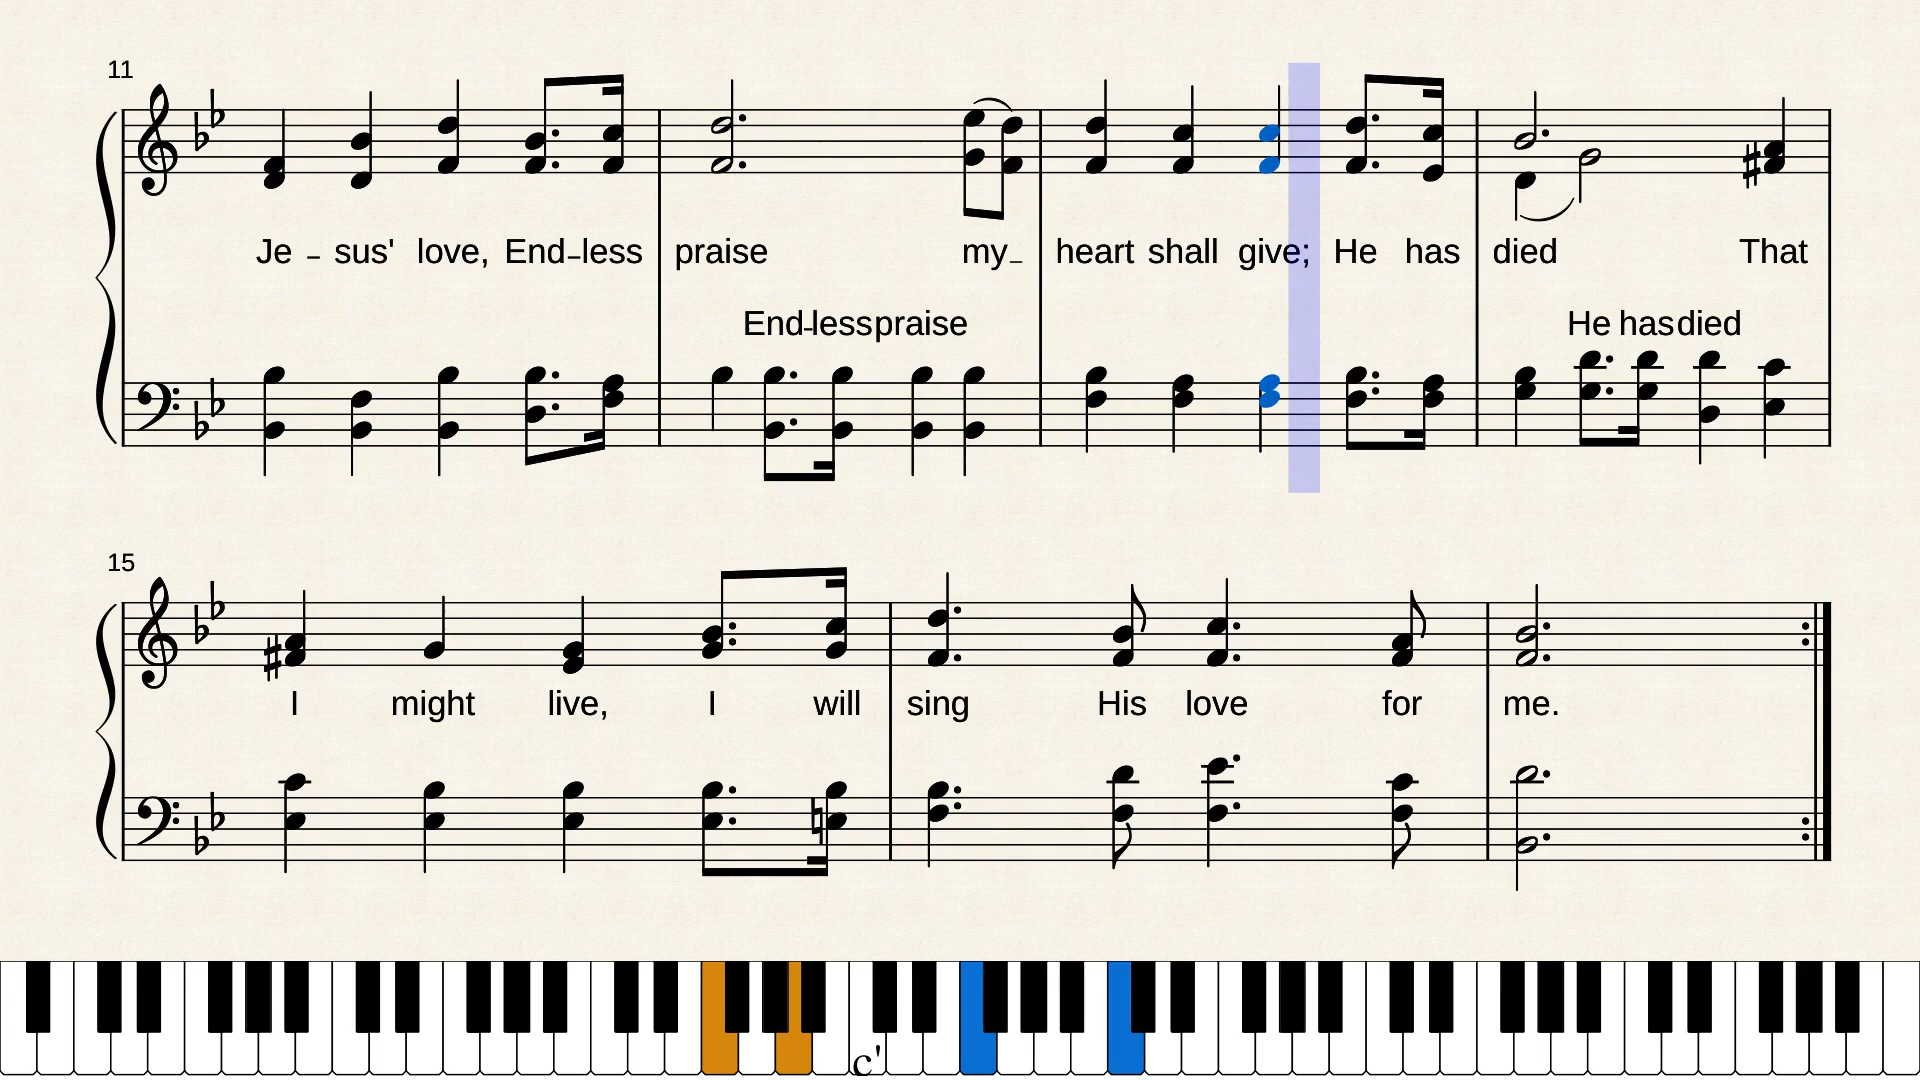 11
Je - sus' love, End-less praise my_ heart shall give; He has died That
End-less praise He has died
15
I might live, I will sing His love for me.
c'